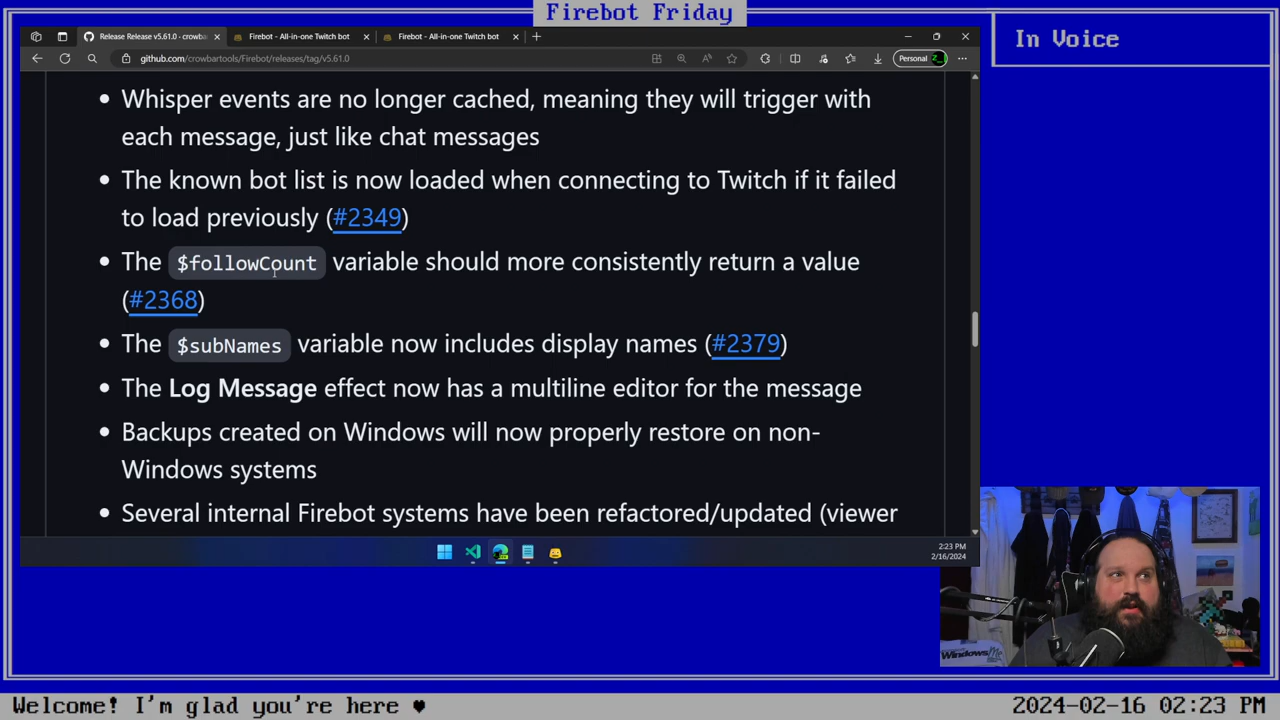 Firebot Friday
Release Release v5.61.0 · crowbar
Firebot - All-in-one Twitch bot
Firebot - All-in-one Twitch bot
In Voice
github.com/crowbartools/Firebot/releases/tag/v5.61.0
Personal
• Whisper events are no longer cached, meaning they will trigger with
each message, just like chat messages
• The known bot list is now loaded when connecting to Twitch if it failed
to load previously (#2349)
• The $followCount variable should more consistently return a value
(#2368)
• The $subNames variable now includes display names (#2379)
• The Log Message effect now has a multiline editor for the message
• Backups created on Windows will now properly restore on non-
Windows systems
• Several internal Firebot systems have been refactored/updated (viewer
2:23 PM
2/16/2024
Windows Me
Welcome! I'm glad you're here ♥
2024-02-16 02:23 PM